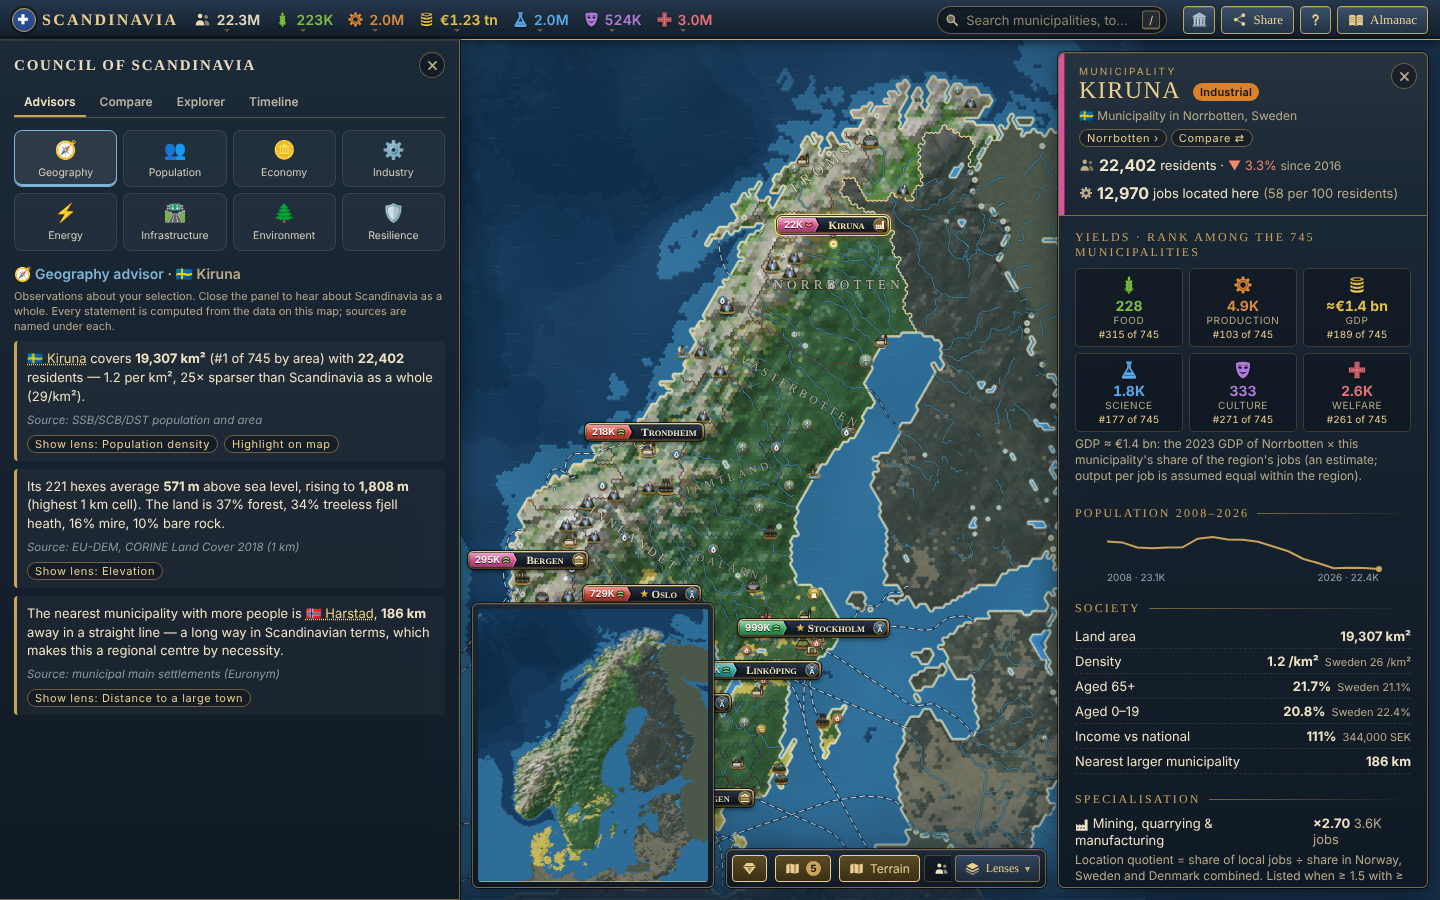 SCANDINAVIA 22.3M 223K 2.0M €1.23 tn 2.0M 524K 3.0M
Search municipalities, to... / Share ? Almanac
COUNCIL OF SCANDINAVIA
Advisors Compare Explorer Timeline
Geography Population Economy Industry
Energy Infrastructure Environment Resilience
Geography advisor · Kiruna
Observations about your selection. Close the panel to hear about Scandinavia as a
whole. Every statement is computed from the data on this map; sources are
named under each.
Kiruna covers 19,307 km² (#1 of 745 by area) with 22,402
residents — 1.2 per km², 25× sparser than Scandinavia as a whole
(29/km²).
Source: SSB/SCB/DST population and area
Show lens: Population density Highlight on map
Its 221 hexes average 571 m above sea level, rising to 1,808 m
(highest 1 km cell). The land is 37% forest, 34% treeless fjell
heath, 16% mire, 10% bare rock.
Source: EU-DEM, CORINE Land Cover 2018 (1 km)
Show lens: Elevation
The nearest municipality with more people is Harstad, 186 km
away in a straight line — a long way in Scandinavian terms, which
makes this a regional centre by necessity.
Source: municipal main settlements (Euronym)
Show lens: Distance to a large town
TROMS
22K KIRUNA
NORRBOTTEN
VÄSTERBOTTEN
218K TRONDHEIM
JÄMTLAND
INNLANDET
295K BERGEN
DALARNA
729K OSLO
999K STOCKHOLM
K LINKÖPING
GEN
5 Terrain Lenses
MUNICIPALITY
KIRUNA Industrial
Municipality in Norrbotten, Sweden
Norrbotten › Compare ⇄
22,402 residents · ▼ 3.3% since 2016
12,970 jobs located here (58 per 100 residents)
YIELDS · RANK AMONG THE 745
MUNICIPALITIES
228 4.9K ≈€1.4 bn
FOOD PRODUCTION GDP
#315 of 745 #103 of 745 #189 of 745
1.8K 333 2.6K
SCIENCE CULTURE WELFARE
#177 of 745 #271 of 745 #261 of 745
GDP ≈ €1.4 bn: the 2023 GDP of Norrbotten × this
municipality's share of the region's jobs (an estimate;
output per job is assumed equal within the region).
POPULATION 2008–2026
2008 · 23.1K 2026 · 22.4K
SOCIETY
Land area 19,307 km²
Density 1.2 /km² Sweden 26 /km²
Aged 65+ 21.7% Sweden 21.1%
Aged 0–19 20.8% Sweden 22.4%
Income vs national 111% 344,000 SEK
Nearest larger municipality 186 km
SPECIALISATION
Mining, quarrying & ×2.70 3.6K
manufacturing jobs
Location quotient = share of local jobs ÷ share in Norway,
Sweden and Denmark combined. Listed when ≥ 1.5 with ≥